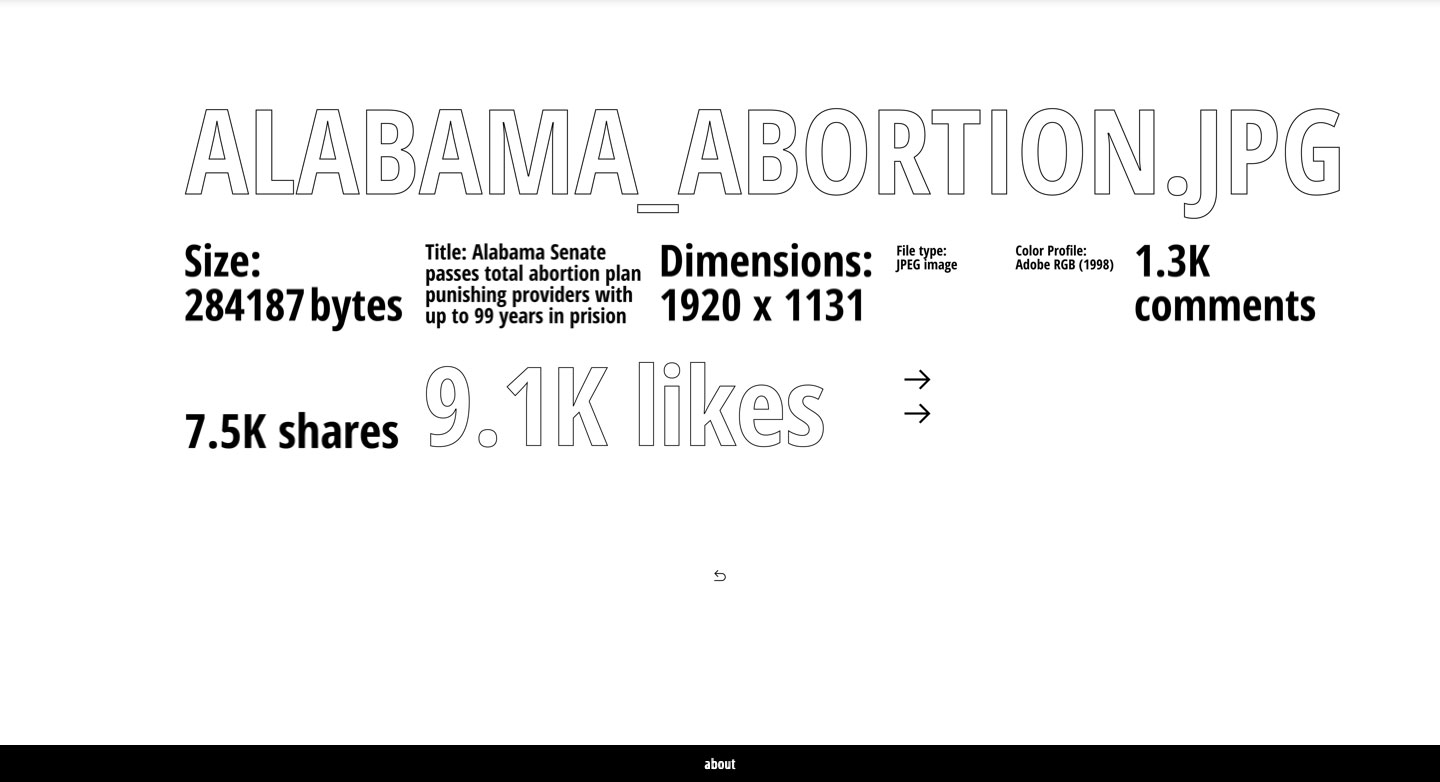 ALABAMA_ABORTION.JPG
Size:
284187 bytes
Title: Alabama Senate
passes total abortion plan
punishing providers with
up to 99 years in prision
Dimensions:
1920 x 1131
File type:
JPEG image
Color Profile:
Adobe RGB (1998)
1.3K
comments
7.5K shares
9.1K likes
about